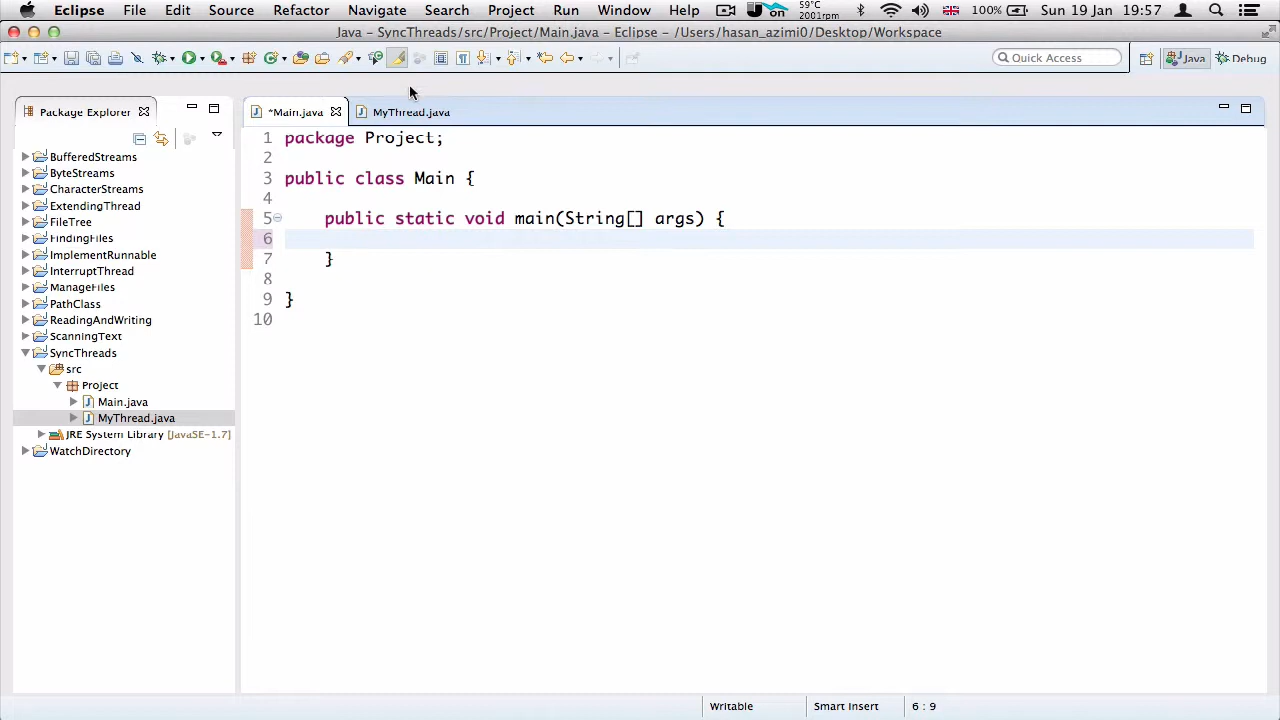 Eclipse File Edit Source Refactor Navigate Search Project Run Window Help 59°C 2001rpm 100% Sun 19 Jan 19:57
Java - SyncThreads/src/Project/Main.java - Eclipse - /Users/hasan_azimi0/Desktop/Workspace
Quick Access Java Debug
Package Explorer
*Main.java MyThread.java
BufferedStreams
ByteStreams
CharacterStreams
ExtendingThread
FileTree
FindingFiles
ImplementRunnable
InterruptThread
ManageFiles
PathClass
ReadingAndWriting
ScanningText
SyncThreads
src
Project
Main.java
MyThread.java
JRE System Library [JavaSE-1.7]
WatchDirectory
1 package Project;
2
3 public class Main {
4
5 public static void main(String[] args) {
6
7 }
8
9 }
10
Writable Smart Insert 6 : 9